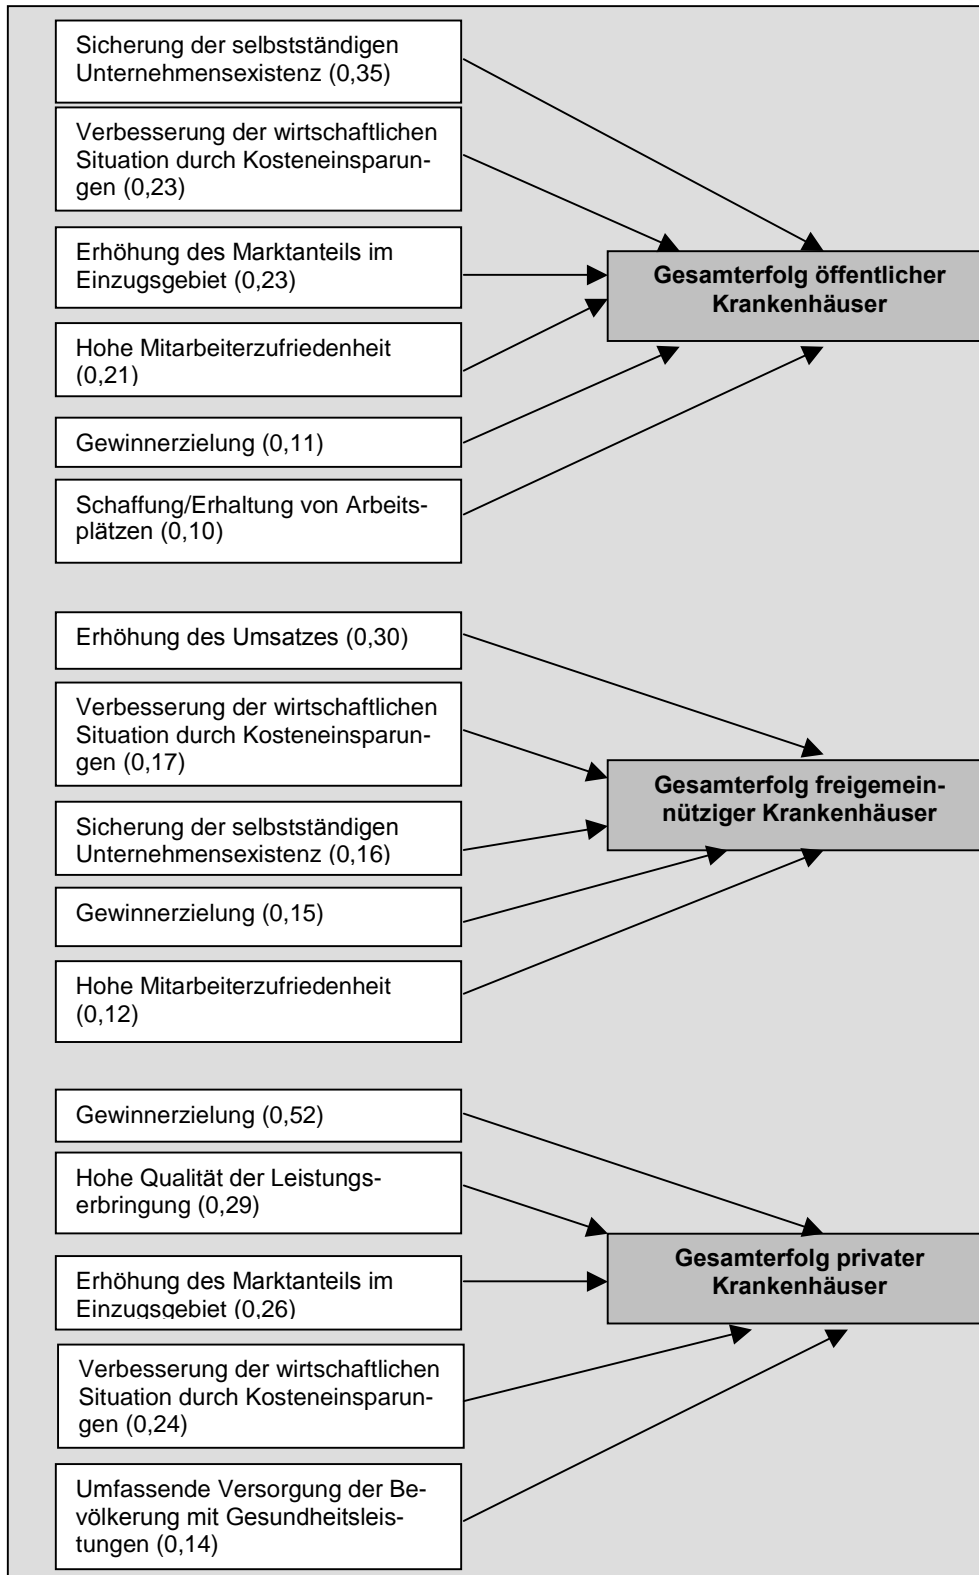 Sicherung der selbstständigen
Unternehmensexistenz (0,35)
Verbesserung der wirtschaftlichen
Situation durch Kosteneinsparun-
gen (0,23)
Erhöhung des Marktanteils im
Einzugsgebiet (0,23)
Hohe Mitarbeiterzufriedenheit
(0,21)
Gewinnerzielung (0,11)
Schaffung/Erhaltung von Arbeits-
plätzen (0,10)
Gesamterfolg öffentlicher
Krankenhäuser
Erhöhung des Umsatzes (0,30)
Verbesserung der wirtschaftlichen
Situation durch Kosteneinsparun-
gen (0,17)
Sicherung der selbstständigen
Unternehmensexistenz (0,16)
Gewinnerzielung (0,15)
Hohe Mitarbeiterzufriedenheit
(0,12)
Gesamterfolg freigemein-
nütziger Krankenhäuser
Gewinnerzielung (0,52)
Hohe Qualität der Leistungs-
erbringung (0,29)
Erhöhung des Marktanteils im
Einzugsgebiet (0,26)
Verbesserung der wirtschaftlichen
Situation durch Kosteneinsparun-
gen (0,24)
Umfassende Versorgung der Be-
völkerung mit Gesundheitsleis-
tungen (0,14)
Gesamterfolg privater
Krankenhäuser